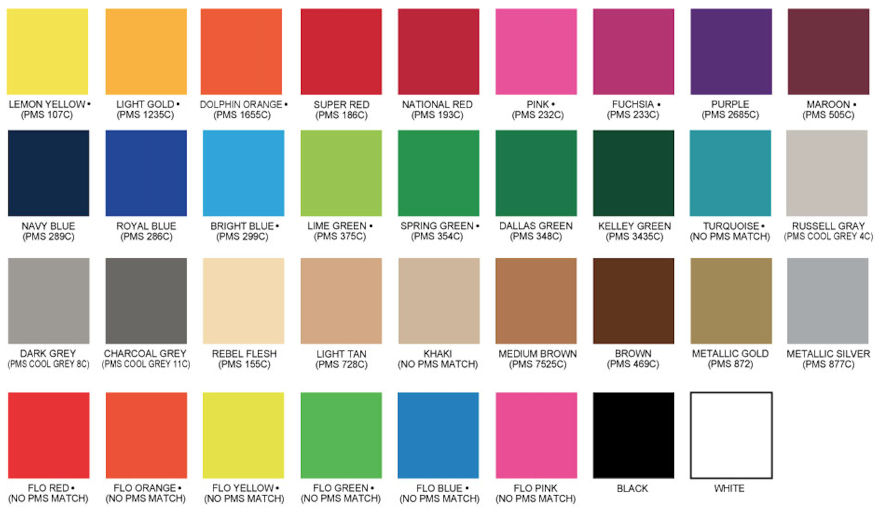 LEMON YELLOW •
(PMS 107C)
LIGHT GOLD •
(PMS 1235C)
DOLPHIN ORANGE •
(PMS 1655C)
SUPER RED
(PMS 186C)
NATIONAL RED
(PMS 193C)
PINK •
(PMS 232C)
FUCHSIA •
(PMS 233C)
PURPLE
(PMS 2685C)
MAROON •
(PMS 505C)
NAVY BLUE
(PMS 289C)
ROYAL BLUE
(PMS 286C)
BRIGHT BLUE •
(PMS 299C)
LIME GREEN •
(PMS 375C)
SPRING GREEN •
(PMS 354C)
DALLAS GREEN
(PMS 348C)
KELLEY GREEN
(PMS 3435C)
TURQUOISE •
(NO PMS MATCH)
RUSSELL GRAY
(PMS COOL GREY 4C)
DARK GREY
(PMS COOL GREY 8C)
CHARCOAL GREY
(PMS COOL GREY 11C)
REBEL FLESH
(PMS 155C)
LIGHT TAN
(PMS 728C)
KHAKI
(NO PMS MATCH)
MEDIUM BROWN
(PMS 7525C)
BROWN
(PMS 469C)
METALLIC GOLD
(PMS 872)
METALLIC SILVER
(PMS 877C)
FLO RED •
(NO PMS MATCH)
FLO ORANGE •
(NO PMS MATCH)
FLO YELLOW •
(NO PMS MATCH)
FLO GREEN •
(NO PMS MATCH)
FLO BLUE •
(NO PMS MATCH)
FLO PINK
(NO PMS MATCH)
BLACK
WHITE